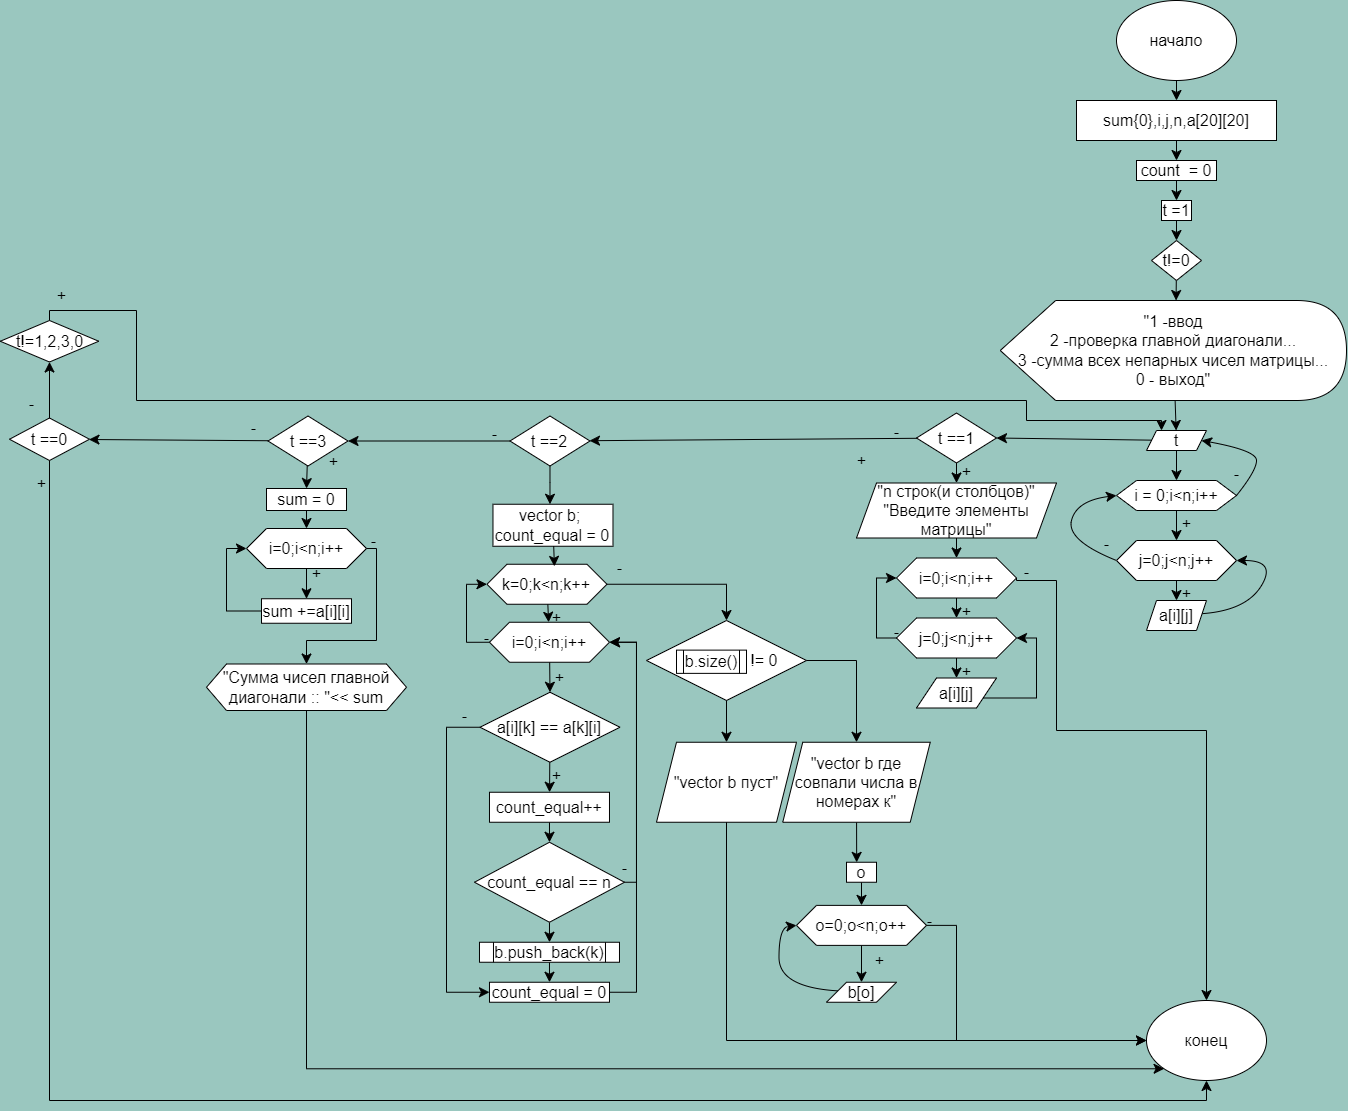 начало
sum{0},i,j,n,a[20][20]
count = 0
t =1
t!=0
"1 -ввод
2 -проверка главной диагонали...
3 -сумма всех непарных чисел матрицы...
0 - выход"
t
i = 0;i<n;i++
-
+
j=0;j<n;j++
-
+
a[i][j]
t ==1
-
+
+
"n строк(и столбцов)"
"Введите элементы
матрицы"
i=0;i<n;i++
-
+
j=0;j<n;j++
-
+
a[i][j]
t ==2
-
vector b;
count_equal = 0
k=0;k<n;k++
-
+
i=0;i<n;i++
-
+
a[i][k] == a[k][i]
-
+
count_equal++
count_equal == n
-
b.push_back(k)
count_equal = 0
b.size() != 0
"vector b пуст"
"vector b где
совпали числа в
номерах к"
o
o=0;o<n;o++
-
+
b[o]
t ==3
-
+
sum = 0
i=0;i<n;i++
-
+
sum +=a[i][i]
"Сумма чисел главной
диагонали :: "<< sum
t ==0
-
+
t!=1,2,3,0
+
конец